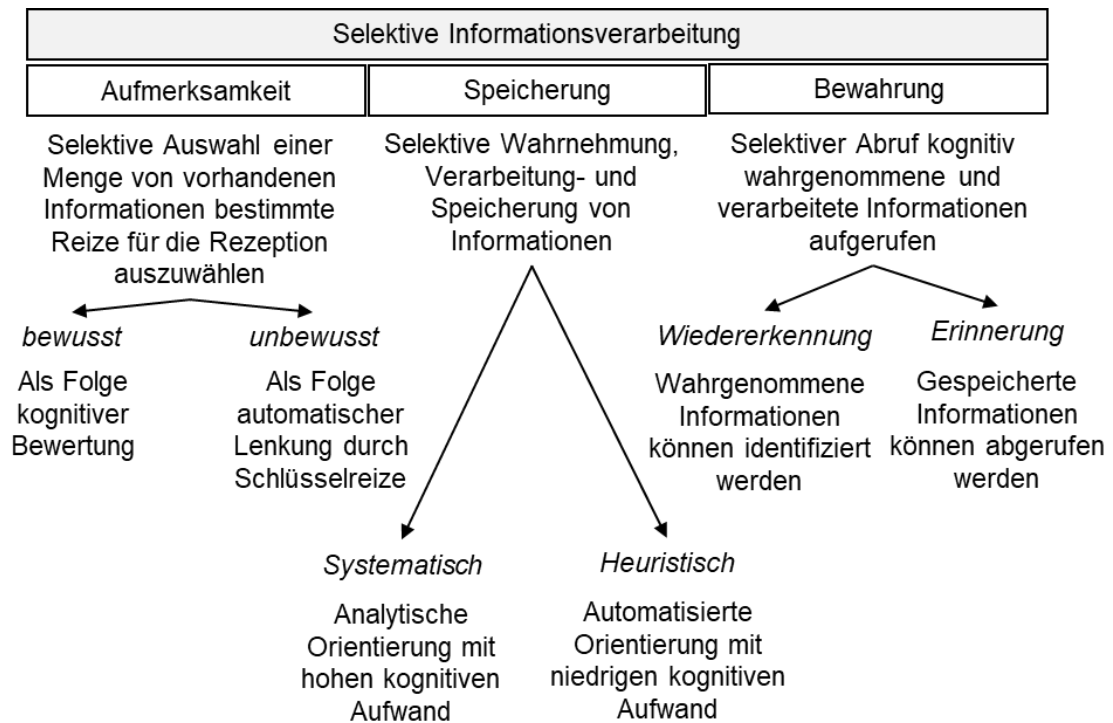 Selektive Informationsverarbeitung
Aufmerksamkeit
Speicherung
Bewahrung
Selektive Auswahl einer
Menge von vorhandenen
Informationen bestimmte
Reize für die Rezeption
auszuwählen
Selektive Wahrnehmung,
Verarbeitung- und
Speicherung von
Informationen
Selektiver Abruf kognitiv
wahrgenommene und
verarbeitete Informationen
aufgerufen
bewusst
Als Folge
kognitiver
Bewertung
unbewusst
Als Folge
automatischer
Lenkung durch
Schlüsselreize
Wiedererkennung
Wahrgenommene
Informationen
können identifiziert
werden
Erinnerung
Gespeicherte
Informationen
können abgerufen
werden
Systematisch
Analytische
Orientierung mit
hohen kognitiven
Aufwand
Heuristisch
Automatisierte
Orientierung mit
niedrigen kognitiven
Aufwand